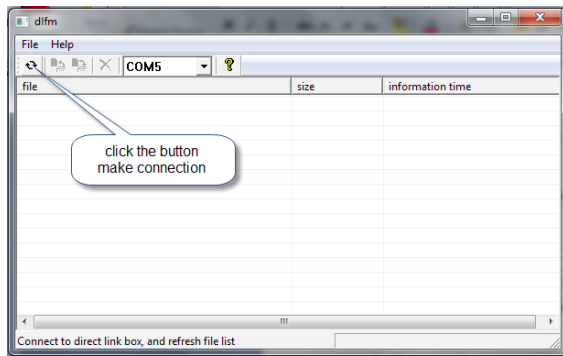 dlfm
File Help
COM5
file size information time
click the button
make connection
Connect to direct link box, and refresh file list